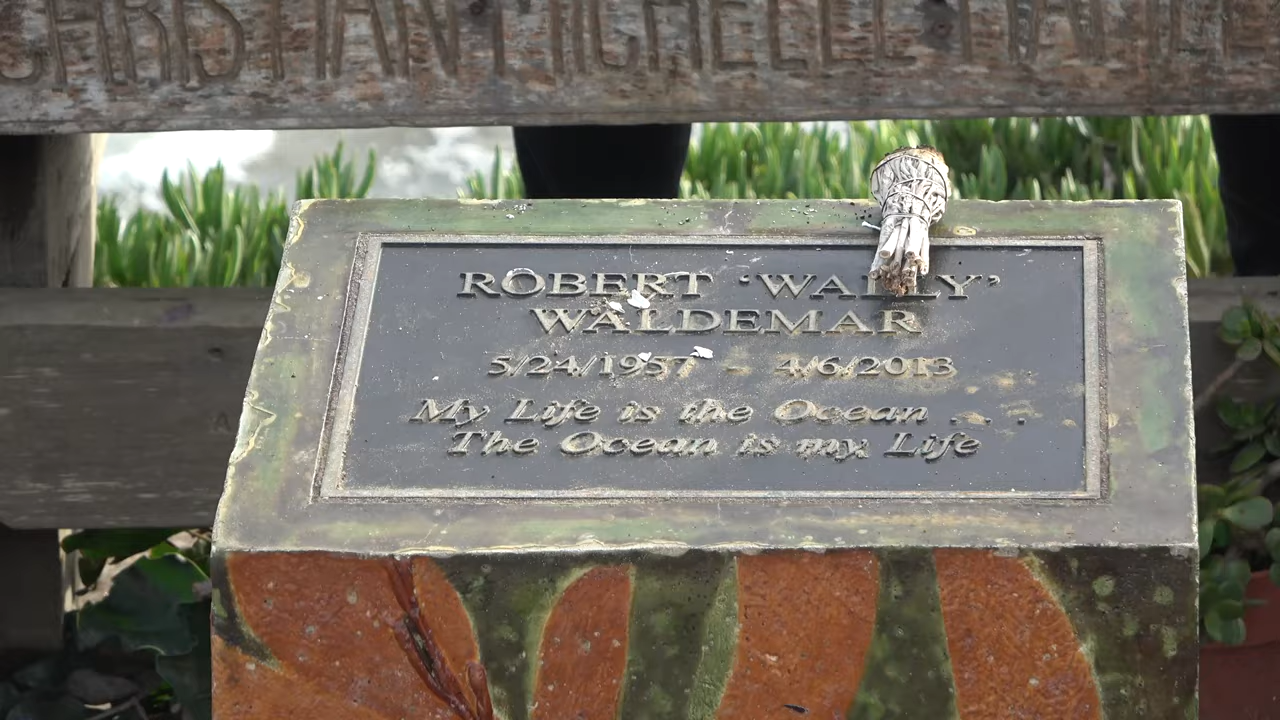 CHRISTIAN
ROBERT ‘WALLY’
WALDEMAR
5/24/1957 - 4/6/2013
My Life is the Ocean . . .
The Ocean is my Life